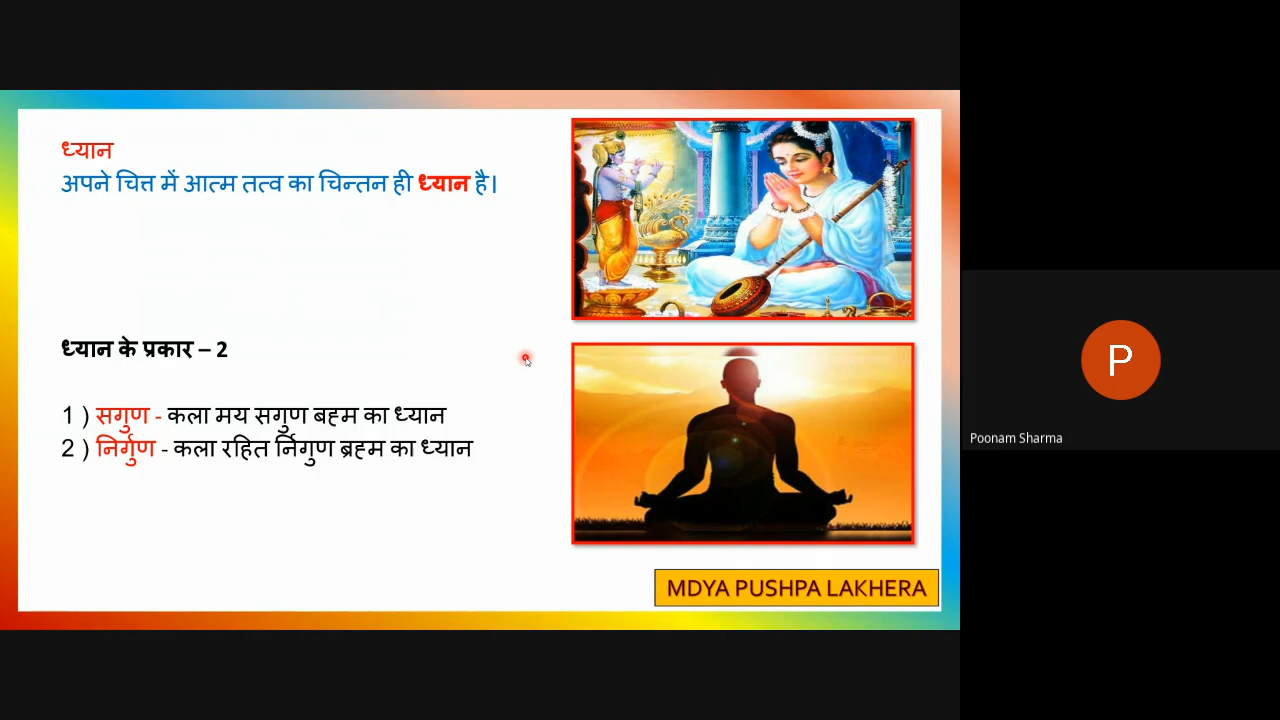 ध्यान
अपने चित्त में आत्म तत्व का चिन्तन ही ध्यान है।
ध्यान के प्रकार – 2
1 ) सगुण - कला मय सगुण बह्म का ध्यान
2 ) निर्गुण - कला रहित निर्गुण ब्रह्म का ध्यान
MDYA PUSHPA LAKHERA
P
Poonam Sharma